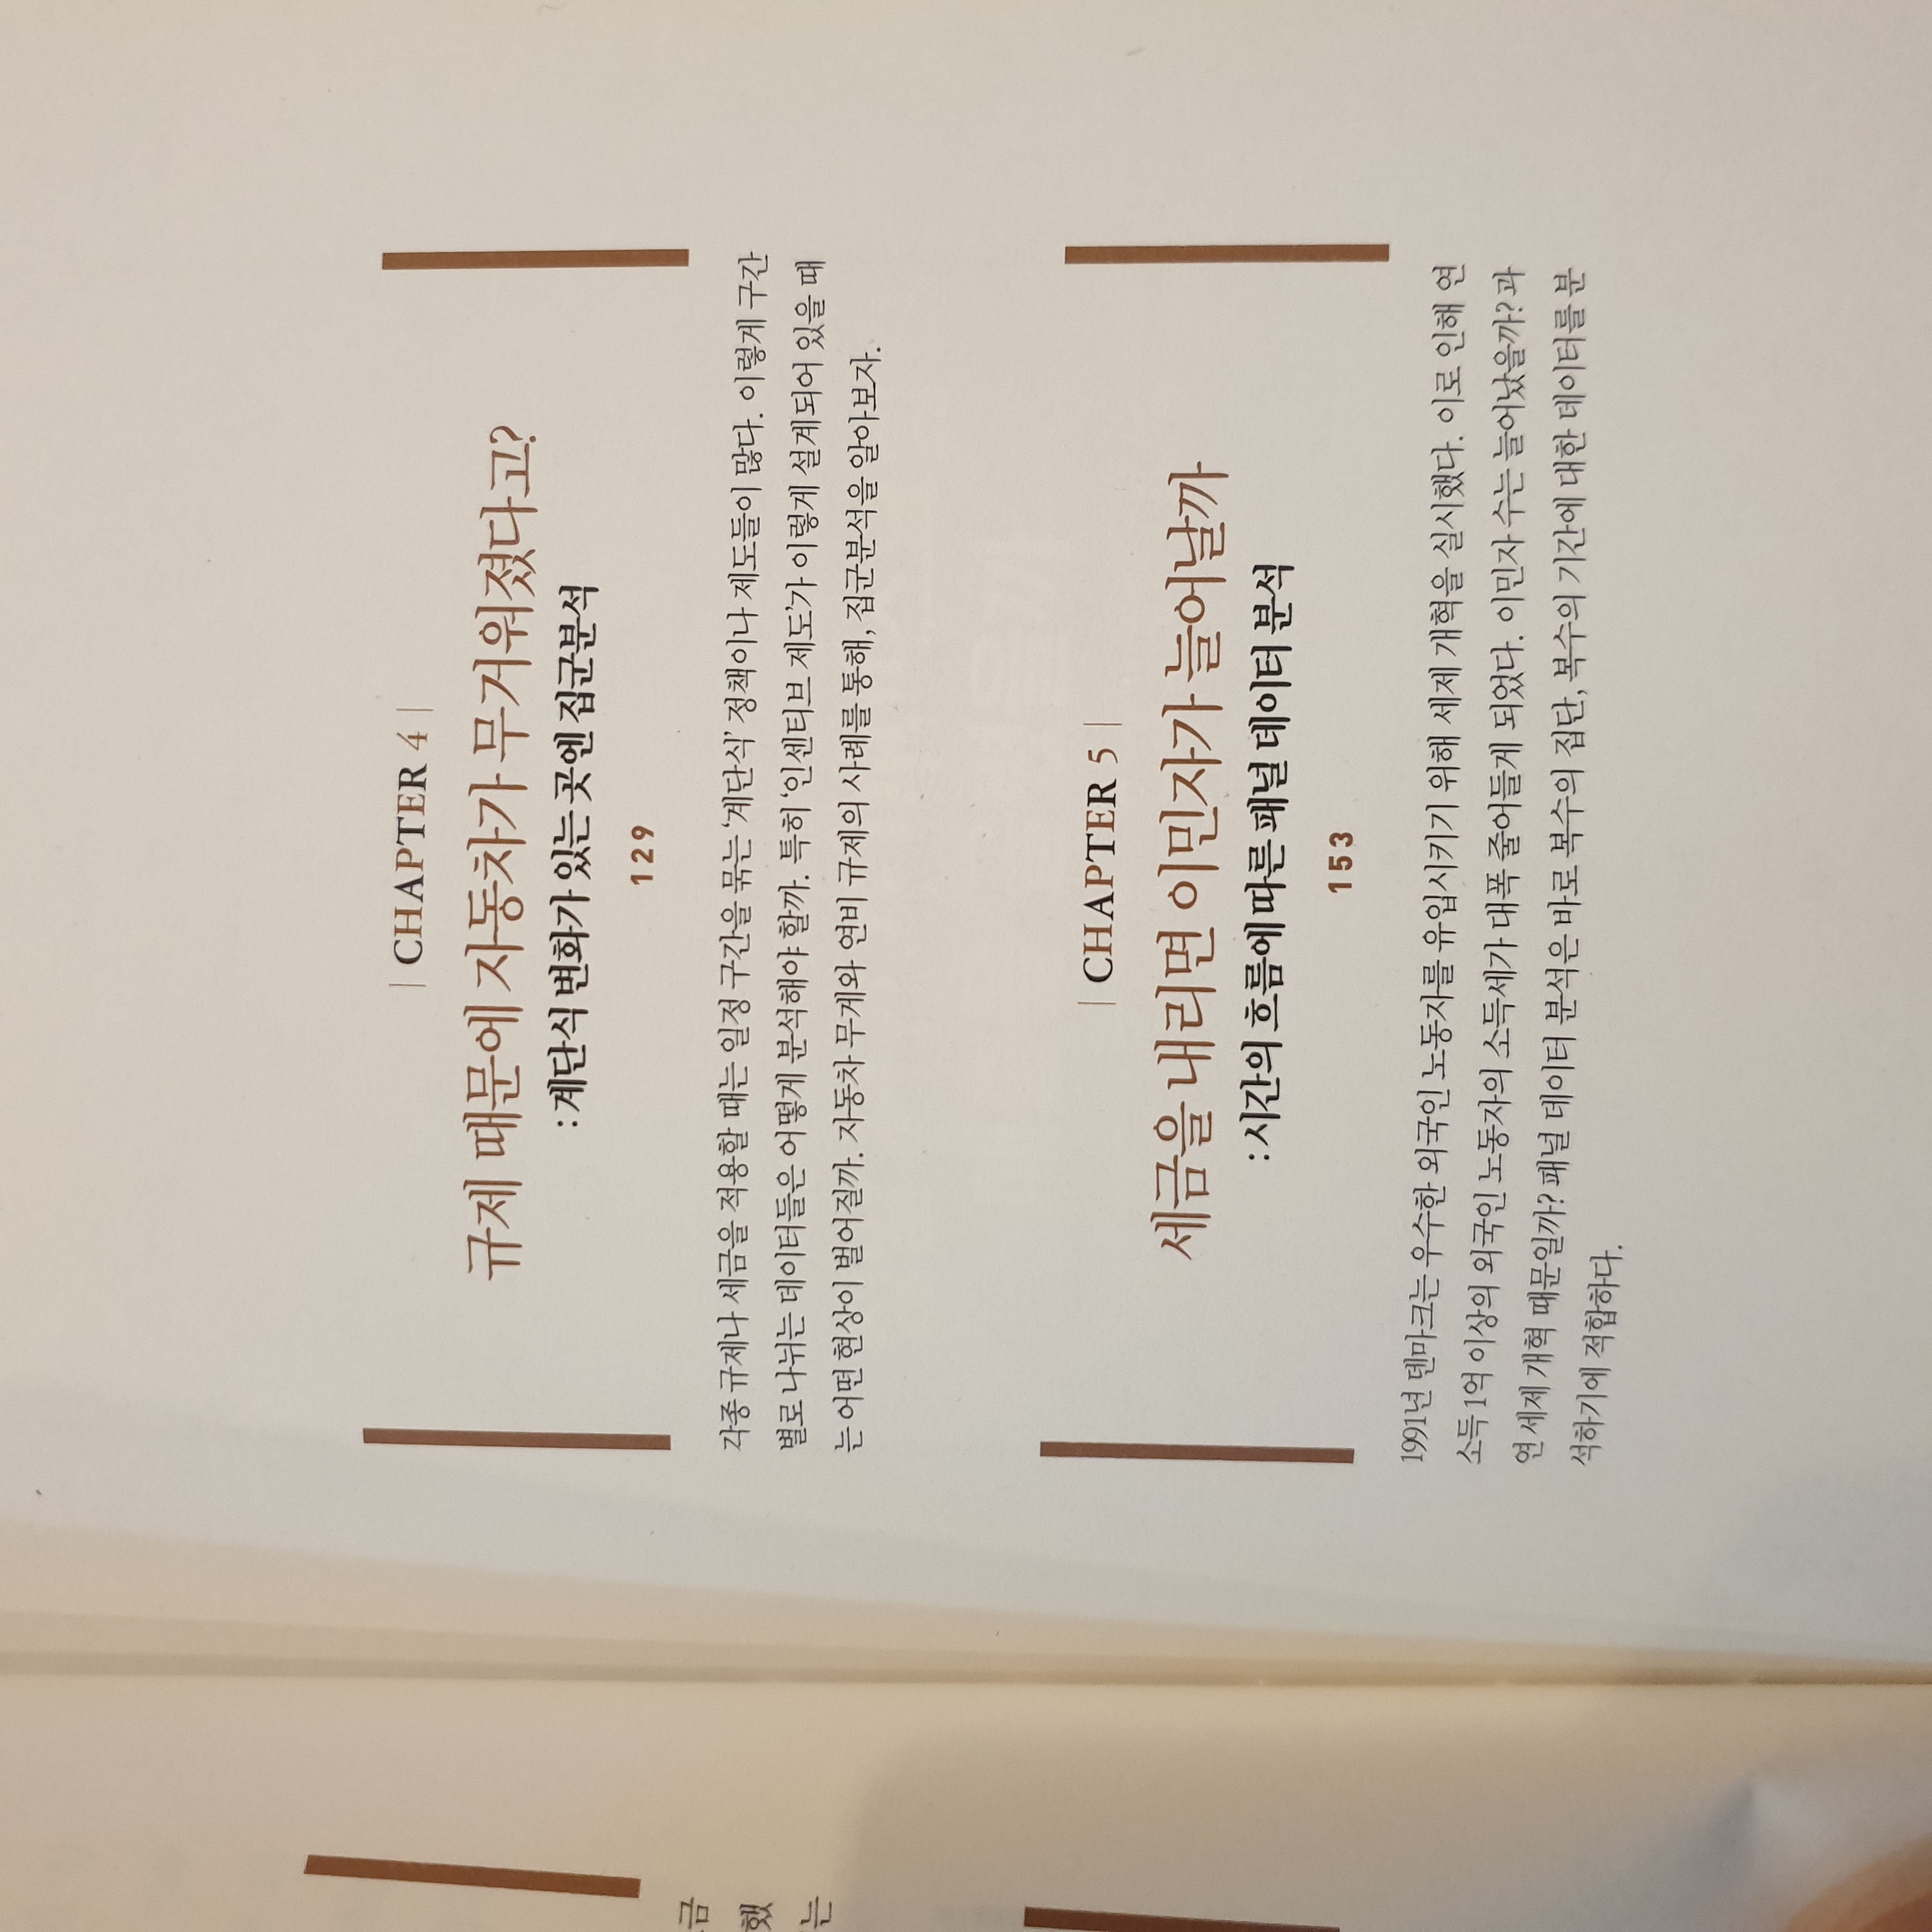 금
했
는
| CHAPTER 4 |
규제 때문에 자동차가 무거워졌다고?
: 계단식 변화가 있는 곳엔 집군분석
129
각종 규제나 세금을 적용할 때는 일정 구간을 묶는 ‘계단식’ 정책이나 제도들이 많다. 이렇게 구간
별로 나뉘는 데이터들은 어떻게 분석해야 할까. 특히 ‘인센티브 제도’가 이렇게 설계되어 있을 때
는 어떤 현상이 벌어질까. 자동차 무게와 연비 규제의 사례를 통해, 집군분석을 알아보자.
| CHAPTER 5 |
세금을 내리면 이민자가 늘어날까
: 시간의 흐름에 따른 패널 데이터 분석
153
1991년 덴마크는 우수한 외국인 노동자를 유입시키기 위해 세제 개혁을 실시했다. 이로 인해 연
소득 1억 이상의 외국인 노동자의 소득세가 대폭 줄어들게 되었다. 이민자 수는 늘어났을까? 과
연 세제 개혁 때문일까? 패널 데이터 분석은 바로 복수의 집단, 복수의 기간에 대한 데이터를 분
석하기에 적합하다.